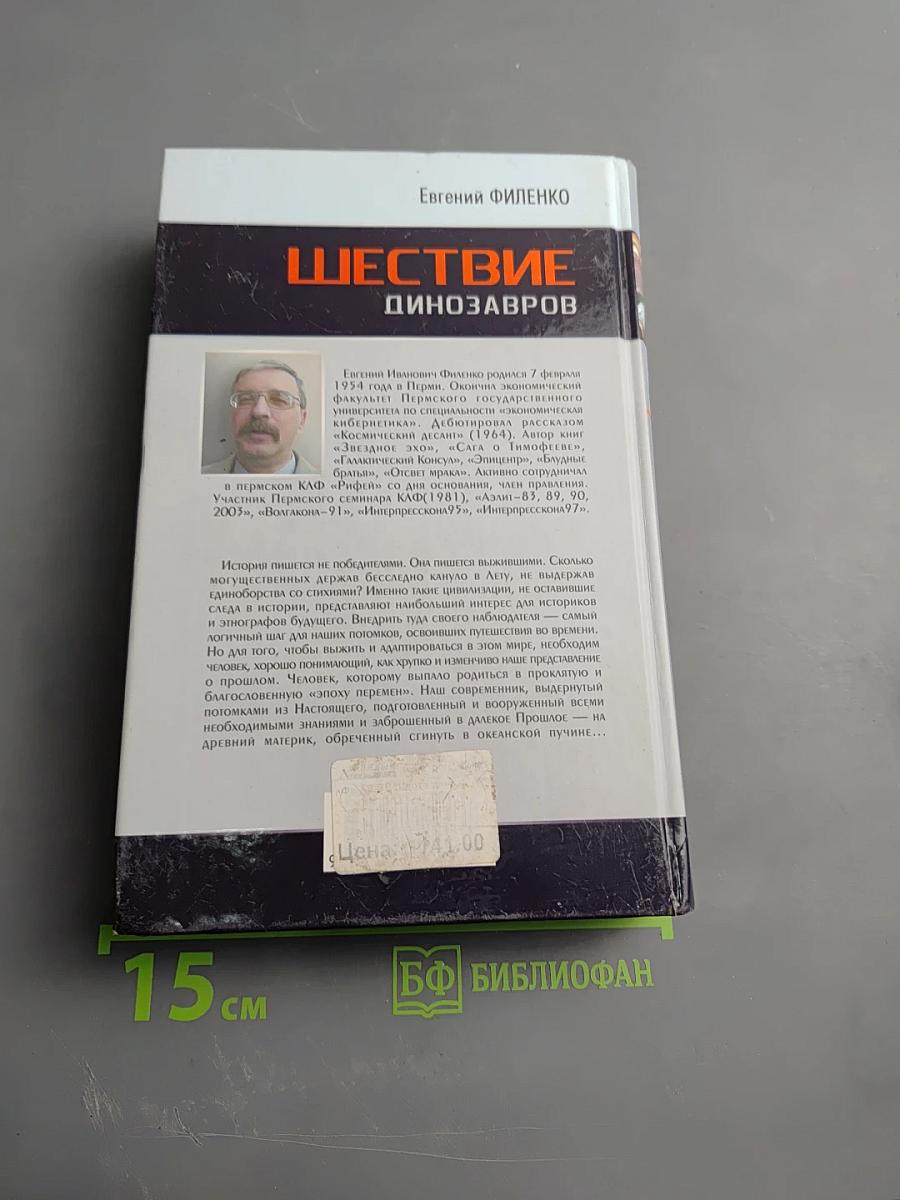 Евгений ФИЛЕНКО
ШЕСТВИЕ
ДИНОЗАВРОВ
Евгений Иванович Филенко родился 7 февраля
1954 года в Перми. Окончил экономический
факультет Пермского государственного
университета по специальности «экономическая
кибернетика». Дебютировал рассказом
«Космический десант» (1964). Автор книг
«Звездное эхо», «Сага о Тимофееве»,
«Галактический Консул», «Эпицентр», «Блудные
братья», «Отсвет мрака». Активно сотрудничал
в пермском КЛФ «Рифей» со дня основания, член правления.
Участник Пермского семинара КЛФ(1981), «Аэлит–83, 89, 90,
2003», «Волгакона–91», «Интерпрессконa95», «Интерпрессконa97».
История пишется не победителями. Она пишется выжившими. Сколько
могущественных держав бесследно кануло в Лету, не выдержав
единоборства со стихиями? Именно такие цивилизации, не оставившие
следа в истории, представляют наибольший интерес для историков
и этнографов будущего. Внедрить туда своего наблюдателя — самый
логичный шаг для наших потомков, освоивших путешествия во времени.
Но для того, чтобы выжить и адаптироваться в этом мире, необходим
человек, хорошо понимающий, как хрупко и изменчиво наше представление
о прошлом. Человек, которому выпало родиться в проклятую и
благословенную «эпоху перемен». Наш современник, выдернутый
потомками из Настоящего, подготовленный и вооруженный всеми
необходимыми знаниями и заброшенный в далекое Прошлое — на
древний материк, обреченный сгинуть в океанской пучине...
Цена: 141.00
9
15 см
БФ БИБЛИОФАН